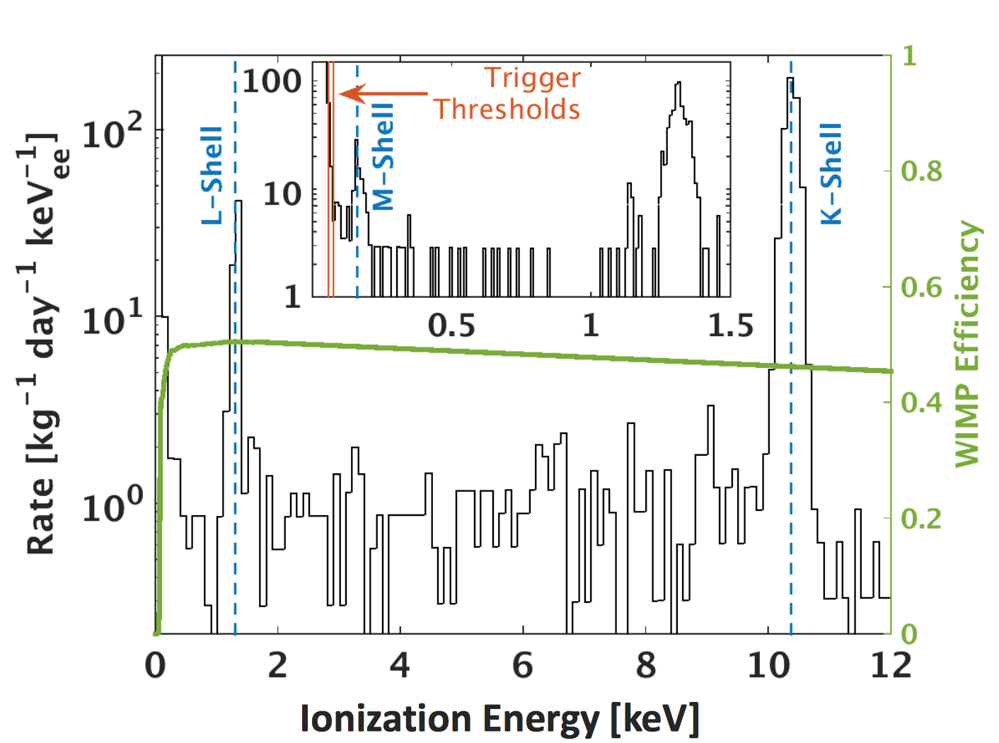 Rate [kg⁻¹ day⁻¹ keV⁻¹ee]
10²
10¹
10⁰
L-Shell
100
10
1
Trigger
Thresholds
M-Shell
0.5 1 1.5
K-Shell
1
0.8
0.6
0.4
0.2
0
WIMP Efficiency
0 2 4 6 8 10 12
Ionization Energy [keV]